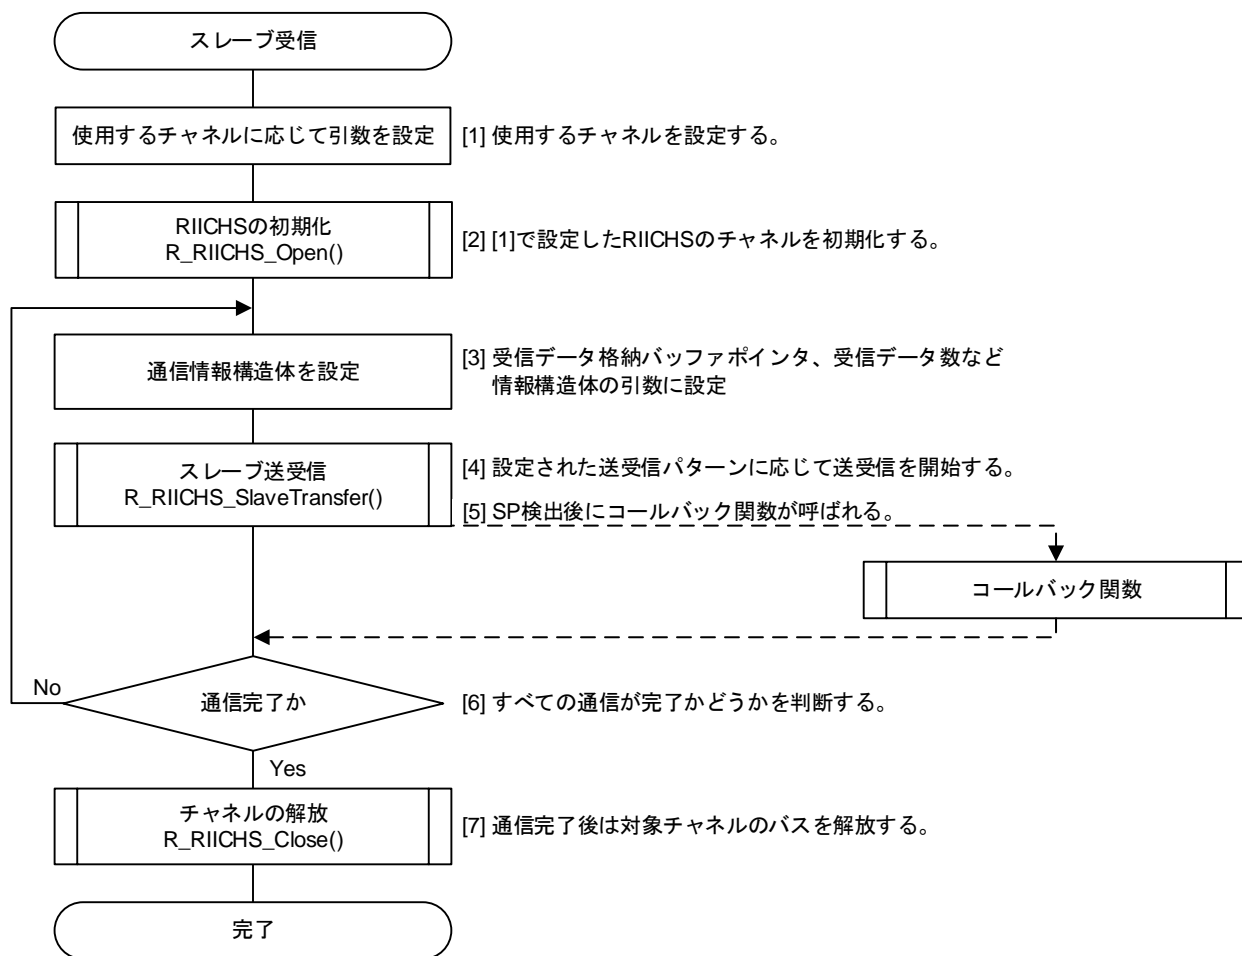 スレーブ受信
使用するチャネルに応じて引数を設定
[1] 使用するチャネルを設定する。
RIICHSの初期化
R_RIICHS_Open()
[2] [1]で設定したRIICHSのチャネルを初期化する。
通信情報構造体を設定
[3] 受信データ格納バッファポインタ、受信データ数など
情報構造体の引数に設定
スレーブ送受信
R_RIICHS_SlaveTransfer()
[4] 設定された送受信パターンに応じて送受信を開始する。
[5] SP検出後にコールバック関数が呼ばれる。
コールバック関数
No
通信完了か
[6] すべての通信が完了かどうかを判断する。
Yes
チャネルの解放
R_RIICHS_Close()
[7] 通信完了後は対象チャネルのバスを解放する。
完了